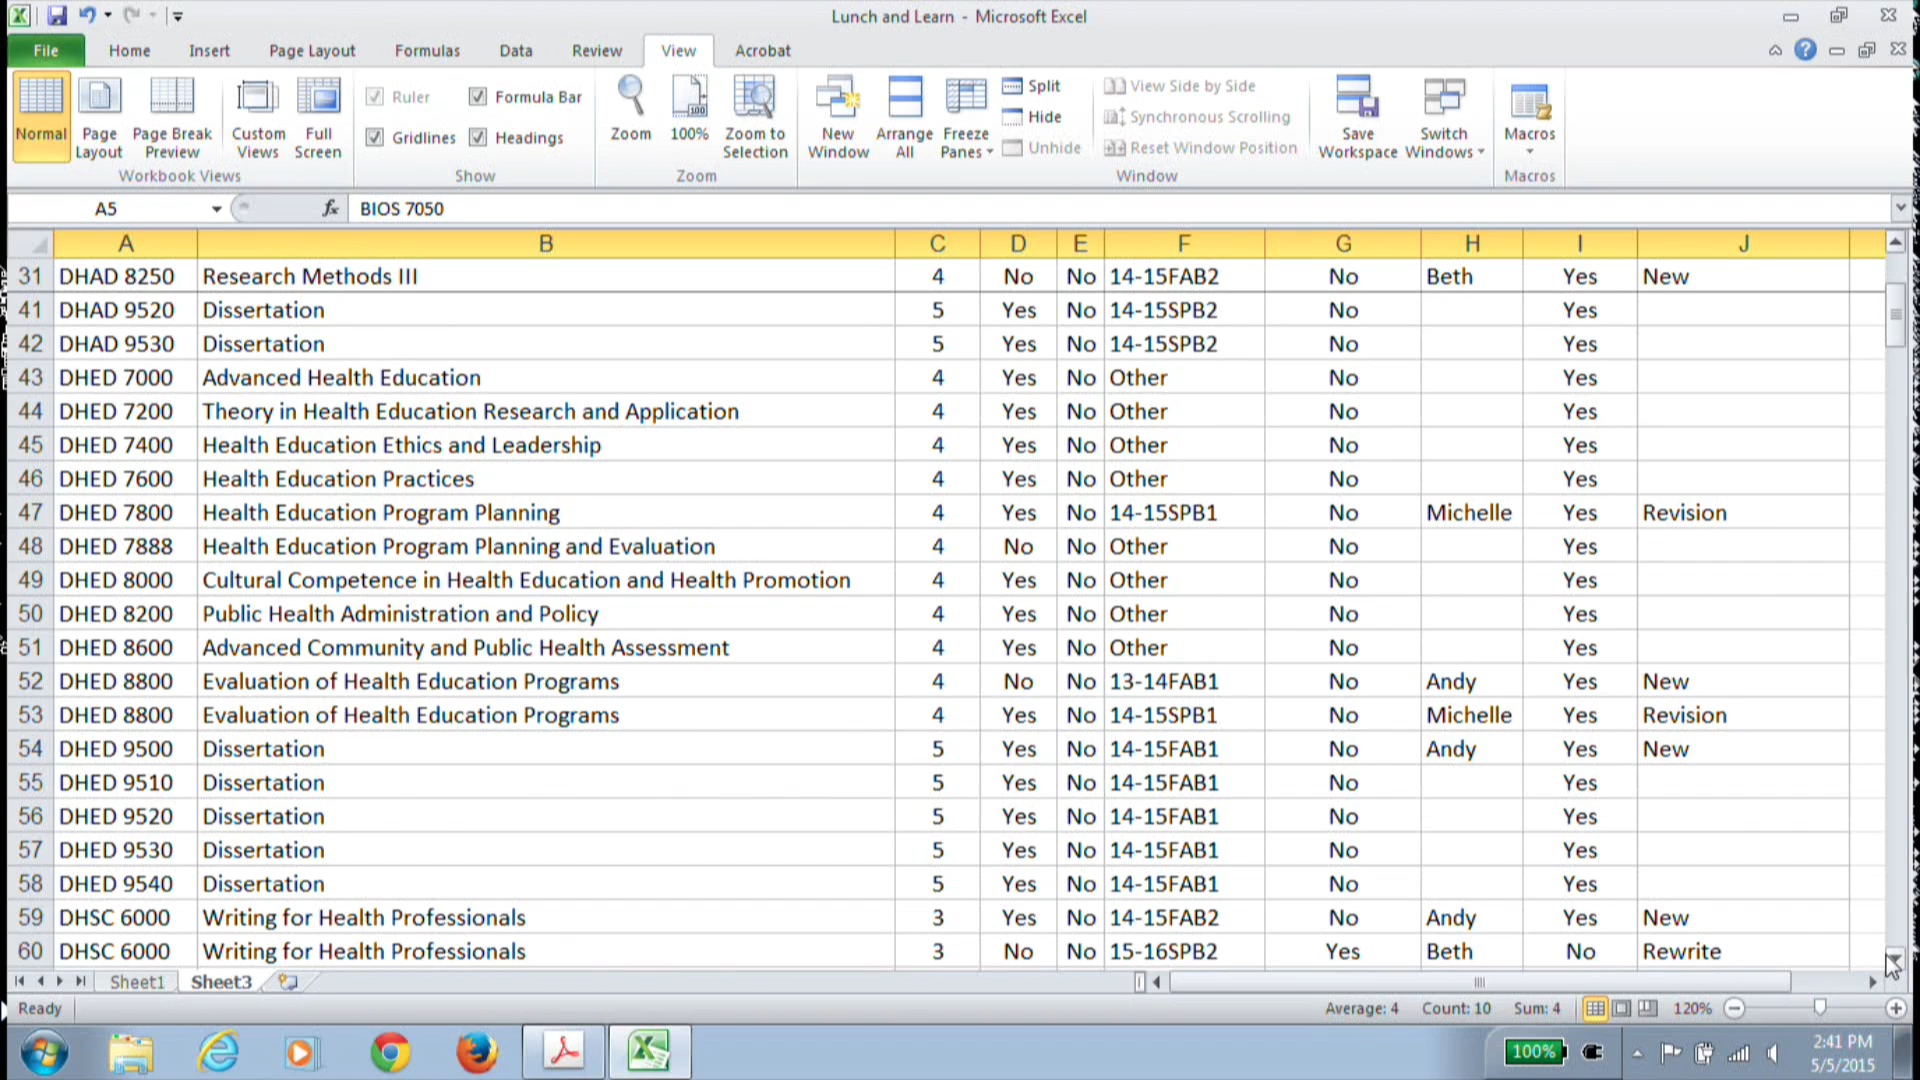 Lunch and Learn - Microsoft Excel
File Home Insert Page Layout Formulas Data Review View Acrobat
Normal Page Layout Page Break Preview Custom Views Full Screen
Workbook Views
Ruler Formula Bar
Gridlines Headings
Show
Zoom 100% Zoom to Selection
Zoom
New Window Arrange All Freeze Panes
Split
Hide
Unhide
View Side by Side
Synchronous Scrolling
Reset Window Position
Save Workspace Switch Windows
Window
Macros
Macros
A5 fx BIOS 7050
A B C D E F G H I J
31 DHAD 8250 Research Methods III 4 No No 14-15FAB2 No Beth Yes New
41 DHAD 9520 Dissertation 5 Yes No 14-15SPB2 No Yes
42 DHAD 9530 Dissertation 5 Yes No 14-15SPB2 No Yes
43 DHED 7000 Advanced Health Education 4 Yes No Other No Yes
44 DHED 7200 Theory in Health Education Research and Application 4 Yes No Other No Yes
45 DHED 7400 Health Education Ethics and Leadership 4 Yes No Other No Yes
46 DHED 7600 Health Education Practices 4 Yes No Other No Yes
47 DHED 7800 Health Education Program Planning 4 Yes No 14-15SPB1 No Michelle Yes Revision
48 DHED 7888 Health Education Program Planning and Evaluation 4 No No Other No Yes
49 DHED 8000 Cultural Competence in Health Education and Health Promotion 4 Yes No Other No Yes
50 DHED 8200 Public Health Administration and Policy 4 Yes No Other No Yes
51 DHED 8600 Advanced Community and Public Health Assessment 4 Yes No Other No Yes
52 DHED 8800 Evaluation of Health Education Programs 4 No No 13-14FAB1 No Andy Yes New
53 DHED 8800 Evaluation of Health Education Programs 4 Yes No 14-15SPB1 No Michelle Yes Revision
54 DHED 9500 Dissertation 5 Yes No 14-15FAB1 No Andy Yes New
55 DHED 9510 Dissertation 5 Yes No 14-15FAB1 No Yes
56 DHED 9520 Dissertation 5 Yes No 14-15FAB1 No Yes
57 DHED 9530 Dissertation 5 Yes No 14-15FAB1 No Yes
58 DHED 9540 Dissertation 5 Yes No 14-15FAB1 No Yes
59 DHSC 6000 Writing for Health Professionals 3 Yes No 14-15FAB2 No Andy Yes New
60 DHSC 6000 Writing for Health Professionals 3 No No 15-16SPB2 Yes Beth No Rewrite
Sheet1 Sheet3
Ready Average: 4 Count: 10 Sum: 4 120%
100% 2:41 PM
5/5/2015